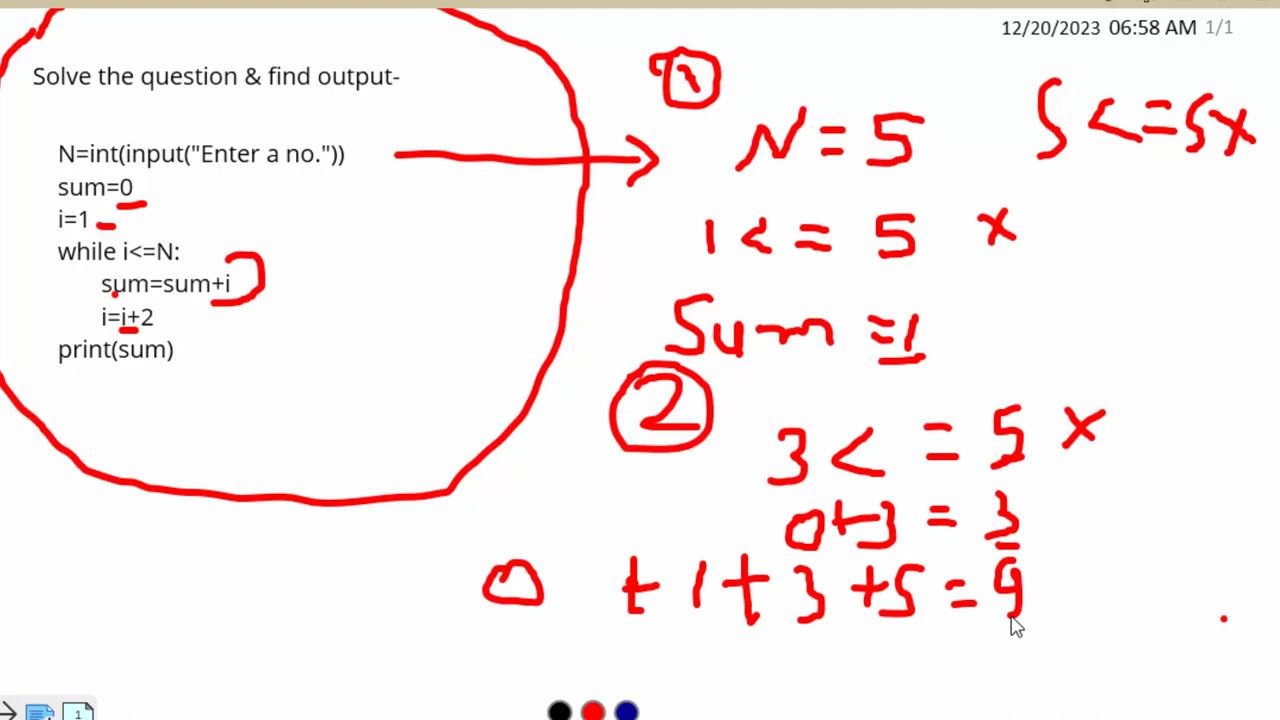 12/20/2023 06:58 AM 1/1
Solve the question & find output-
N=int(input("Enter a no."))
sum=0
i=1
while i<=N:
sum=sum+i
i=i+2
print(sum)
1
N = 5
5 <= 5 x
1 <= 5 x
Sum = 1
2
3 <= 5 x
0+3 = 3
0 + 1 + 3 + 5 = 9
1